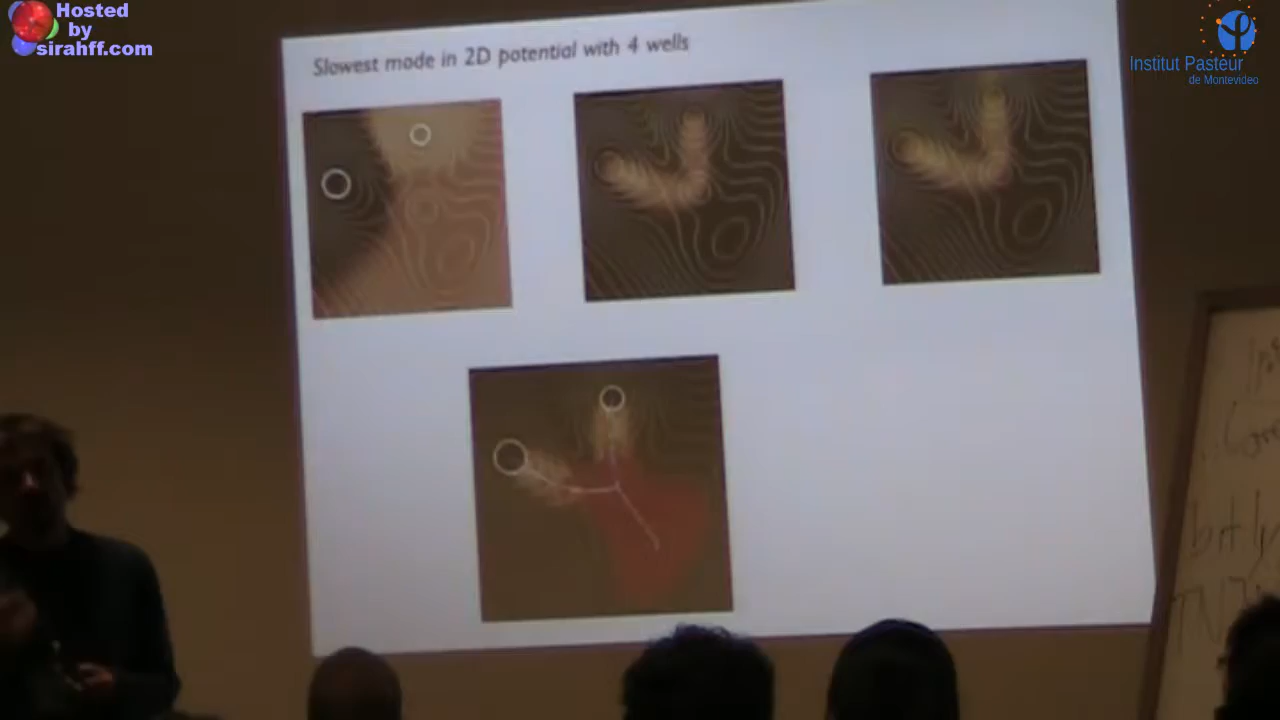 Hosted
by
sirahff.com
Slowest mode in 2D potential with 4 wells
Institut Pasteur
de Montevideo